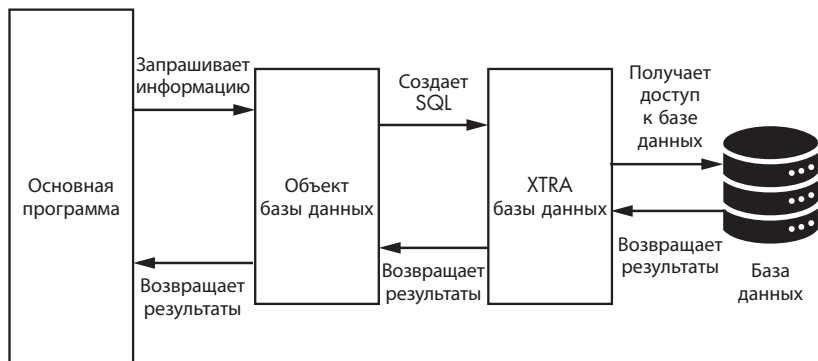 Основная
программа
Запрашивает
информацию
Возвращает
результаты
Объект
базы данных
Создает
SQL
Возвращает
результаты
XTRA
базы данных
Получает
доступ
к базе
данных
Возвращает
результаты
База
данных